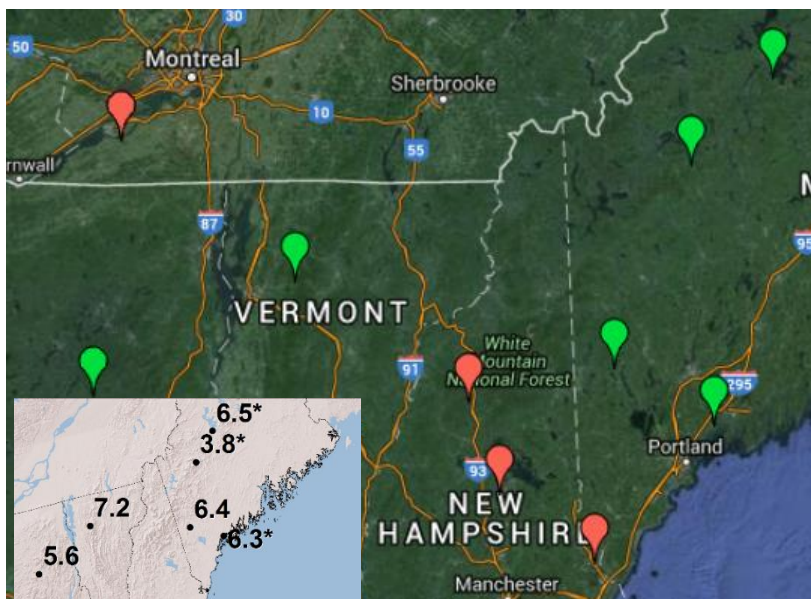 30
50
Montreal
Sherbrooke
10
55
rnwall
M
87
95
VERMONT
White
Mountain
National Forest
91
295
6.5*
3.8*
Portland
93
7.2
6.4
NEW
HAMPSHIRE
6.3*
5.6
Manchester